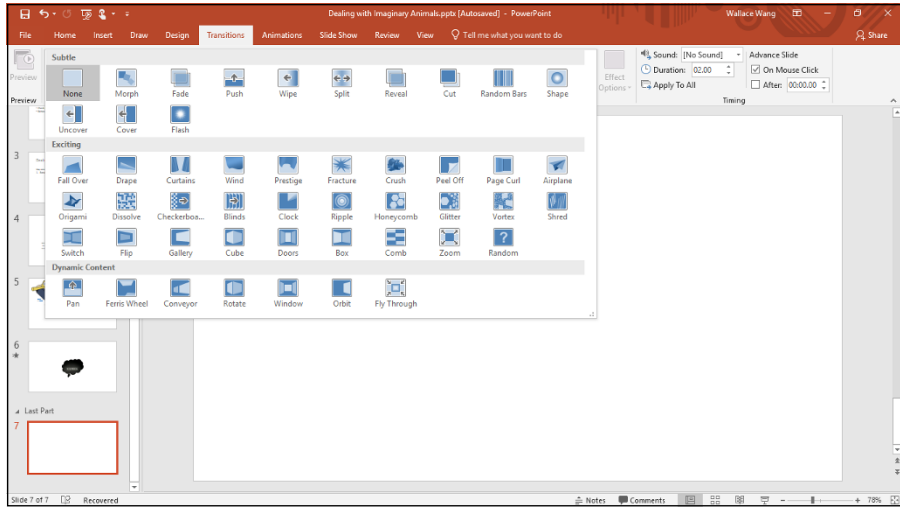 Dealing with Imaginary Animals.pptx [Autosaved] - PowerPoint
Wallace Wang
File Home Insert Draw Design Transitions Animations Slide Show Review View Tell me what you want to do
Share
Preview
Preview
Subtle
None Morph Fade Push Wipe Split Reveal Cut Random Bars Shape
Uncover Cover Flash
Exciting
Fall Over Drape Curtains Wind Prestige Fracture Crush Peel Off Page Curl Airplane
Origami Dissolve Checkerboa... Blinds Clock Ripple Honeycomb Glitter Vortex Shred
Switch Flip Gallery Cube Doors Box Comb Zoom Random
Dynamic Content
Pan Ferris Wheel Conveyor Rotate Window Orbit Fly Through
Effect
Options
Sound: [No Sound]
Duration: 02.00
Apply To All
Advance Slide
On Mouse Click
After: 00:00.00
Timing
3
4
5
6
Last Part
7
Slide 7 of 7 Recovered
Notes Comments
78%